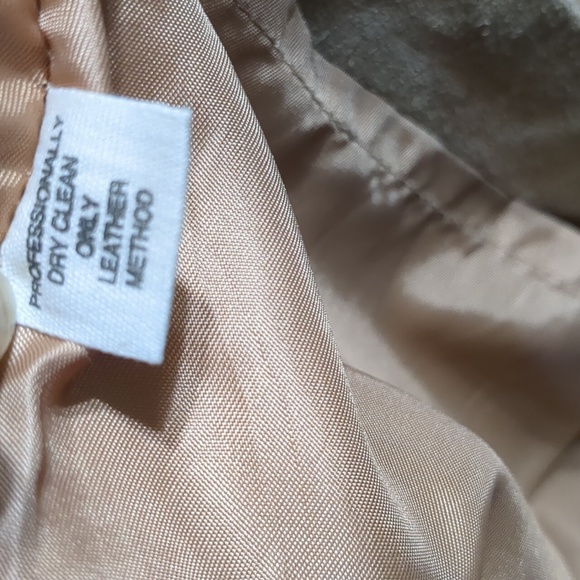 PROFESSIONALLY
DRY CLEAN
ONLY
LEATHER
METHOD